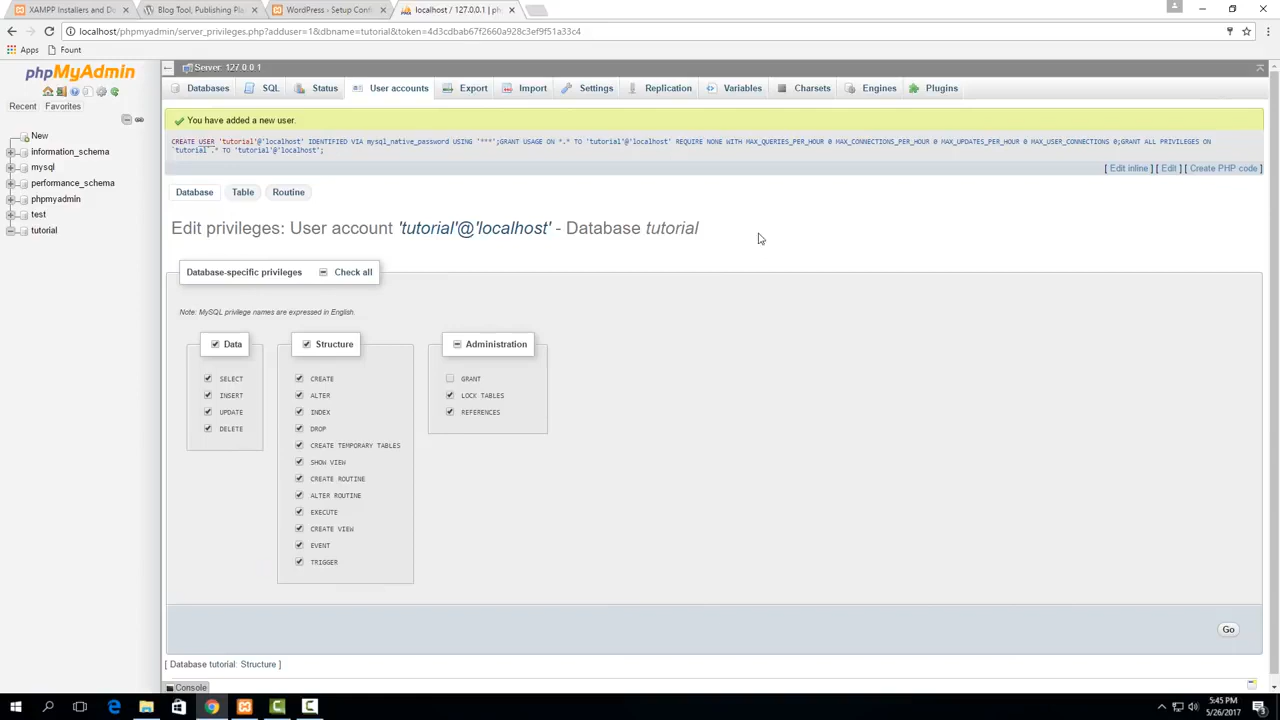 XAMPP Installers and Do
Blog Tool, Publishing Pla
WordPress › Setup Conf
localhost / 127.0.0.1 | ph
localhost/phpmyadmin/server_privileges.php?adduser=1&dbname=tutorial&token=4d3cdbab67f2660a928c3ef9f51a33c4
Apps Fount
phpMyAdmin
Recent Favorites
New
information_schema
mysql
performance_schema
phpmyadmin
test
tutorial
Server: 127.0.0.1
Databases SQL Status User accounts Export Import Settings Replication Variables Charsets Engines Plugins
You have added a new user.
CREATE USER 'tutorial'@'localhost' IDENTIFIED VIA mysql_native_password USING '***';GRANT USAGE ON *.* TO 'tutorial'@'localhost' REQUIRE NONE WITH MAX_QUERIES_PER_HOUR 0 MAX_CONNECTIONS_PER_HOUR 0 MAX_UPDATES_PER_HOUR 0 MAX_USER_CONNECTIONS 0;GRANT ALL PRIVILEGES ON
`tutorial`.* TO 'tutorial'@'localhost';
[ Edit inline ] [ Edit ] [ Create PHP code ]
Database Table Routine
Edit privileges: User account 'tutorial'@'localhost' - Database tutorial
Database-specific privileges Check all
Note: MySQL privilege names are expressed in English.
Data
SELECT
INSERT
UPDATE
DELETE
Structure
CREATE
ALTER
INDEX
DROP
CREATE TEMPORARY TABLES
SHOW VIEW
CREATE ROUTINE
ALTER ROUTINE
EXECUTE
CREATE VIEW
EVENT
TRIGGER
Administration
GRANT
LOCK TABLES
REFERENCES
Go
[ Database tutorial: Structure ]
Console
5:45 PM
5/26/2017